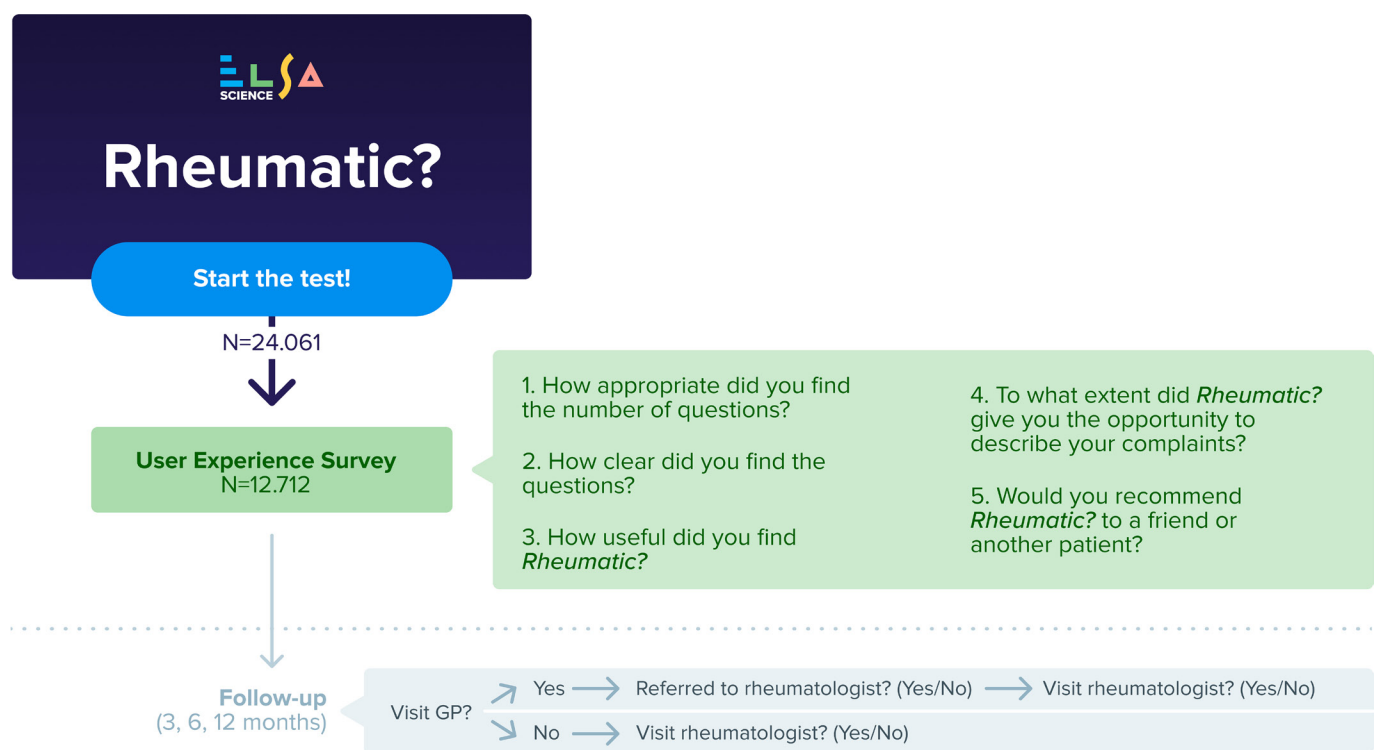 ELSA
SCIENCE
Rheumatic?
Start the test!
N=24.061
User Experience Survey
N=12.712
1. How appropriate did you find
the number of questions?
2. How clear did you find the
questions?
3. How useful did you find
Rheumatic?
4. To what extent did Rheumatic?
give you the opportunity to
describe your complaints?
5. Would you recommend
Rheumatic? to a friend or
another patient?
Follow-up
(3, 6, 12 months)
Visit GP?
Yes
Referred to rheumatologist? (Yes/No)
Visit rheumatologist? (Yes/No)
No
Visit rheumatologist? (Yes/No)